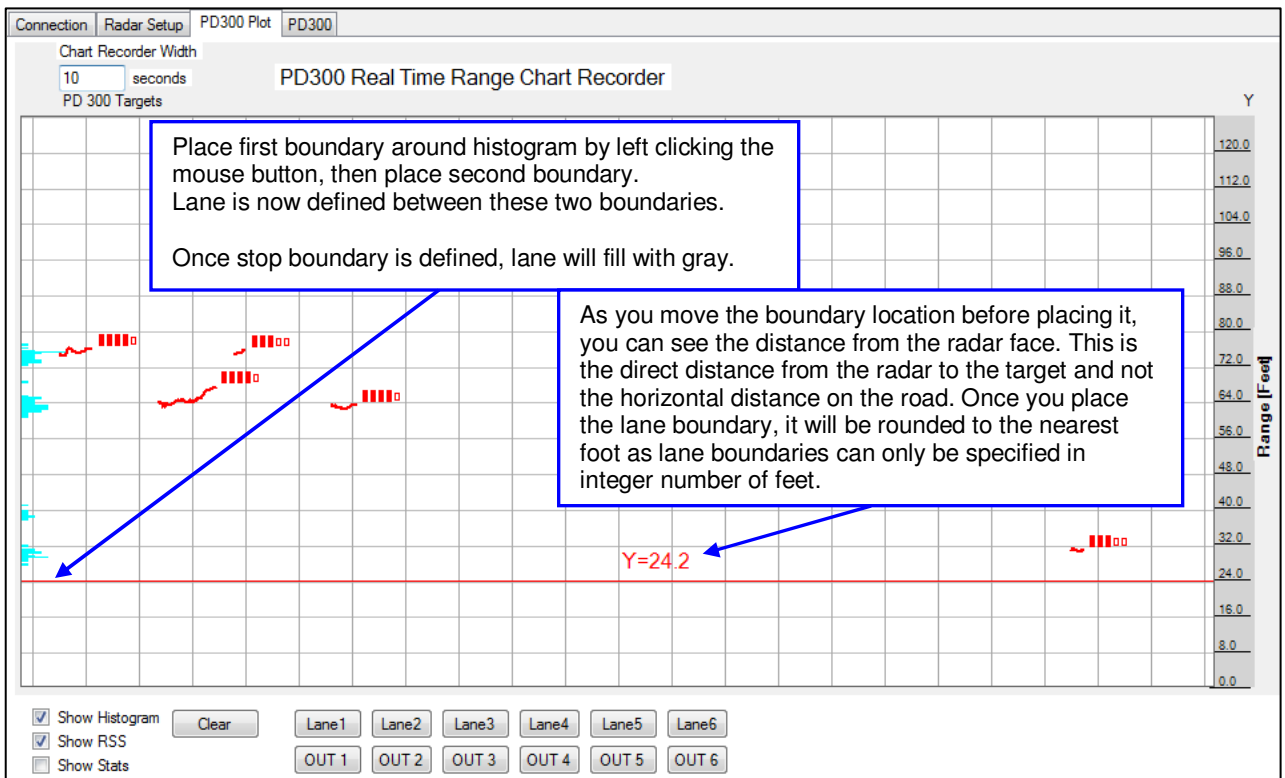 Connection Radar Setup PD300 Plot PD300
Chart Recorder Width
10 seconds PD300 Real Time Range Chart Recorder
PD 300 Targets Y
Place first boundary around histogram by left clicking the
mouse button, then place second boundary.
Lane is now defined between these two boundaries.
Once stop boundary is defined, lane will fill with gray.
As you move the boundary location before placing it,
you can see the distance from the radar face. This is
the direct distance from the radar to the target and not
the horizontal distance on the road. Once you place
the lane boundary, it will be rounded to the nearest
foot as lane boundaries can only be specified in
integer number of feet.
Y=24.2
120.0
112.0
104.0
96.0
88.0
80.0
72.0
64.0
56.0
48.0
40.0
32.0
24.0
16.0
8.0
0.0
Range [Feet]
Show Histogram Clear Lane1 Lane2 Lane3 Lane4 Lane5 Lane6
Show RSS
Show Stats OUT 1 OUT 2 OUT 3 OUT 4 OUT 5 OUT 6